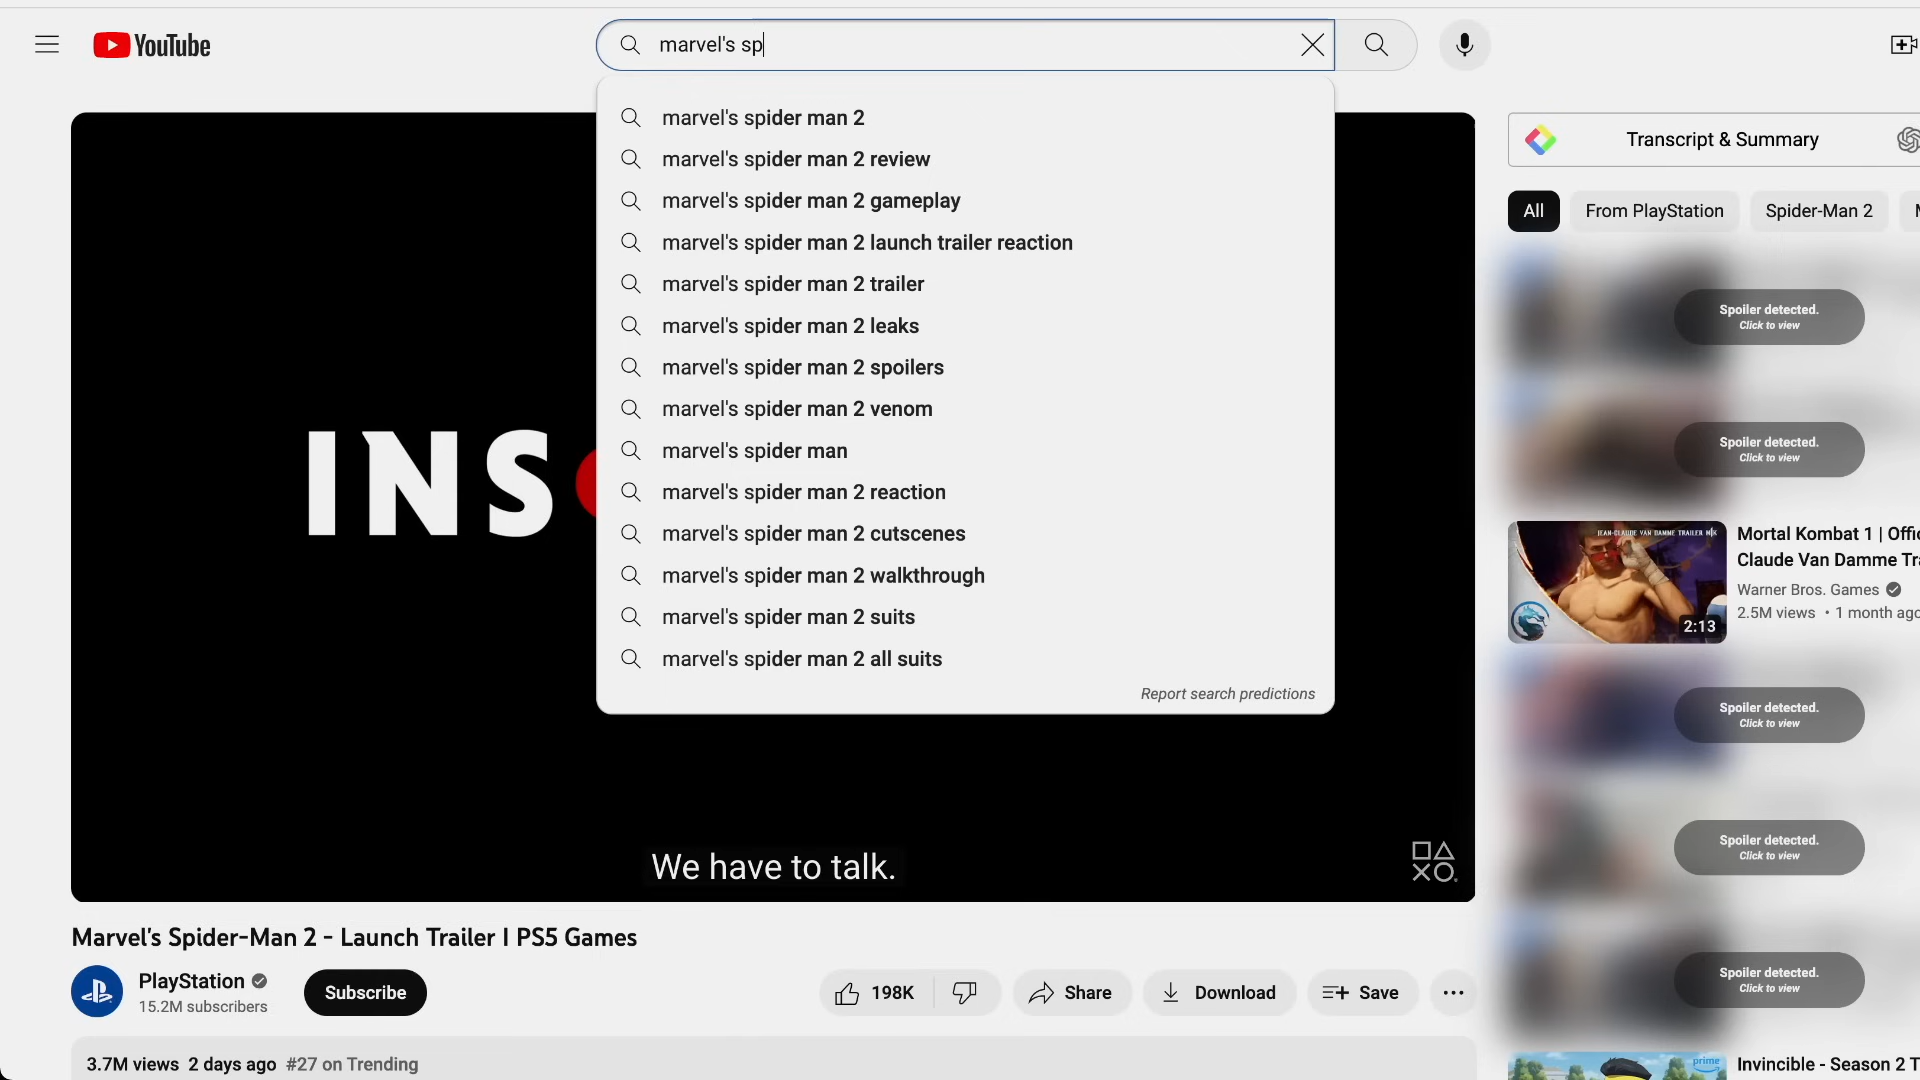 YouTube
marvel's sp
marvel's spider man 2
marvel's spider man 2 review
marvel's spider man 2 gameplay
marvel's spider man 2 launch trailer reaction
marvel's spider man 2 trailer
marvel's spider man 2 leaks
marvel's spider man 2 spoilers
marvel's spider man 2 venom
marvel's spider man
marvel's spider man 2 reaction
marvel's spider man 2 cutscenes
marvel's spider man 2 walkthrough
marvel's spider man 2 suits
marvel's spider man 2 all suits
Report search predictions
INS
We have to talk.
Marvel's Spider-Man 2 - Launch Trailer I PS5 Games
PlayStation
15.2M subscribers
Subscribe
198K
Share
Download
Save
3.7M views 2 days ago #27 on Trending
Transcript & Summary
All
From PlayStation
Spider-Man 2
Spoiler detected.
Click to view
Spoiler detected.
Click to view
JEAN-CLAUDE VAN DAMME TRAILER
2:13
Mortal Kombat 1 | Offic
Claude Van Damme Tra
Warner Bros. Games
2.5M views • 1 month ago
Spoiler detected.
Click to view
Spoiler detected.
Click to view
Spoiler detected.
Click to view
prime
Invincible - Season 2 T